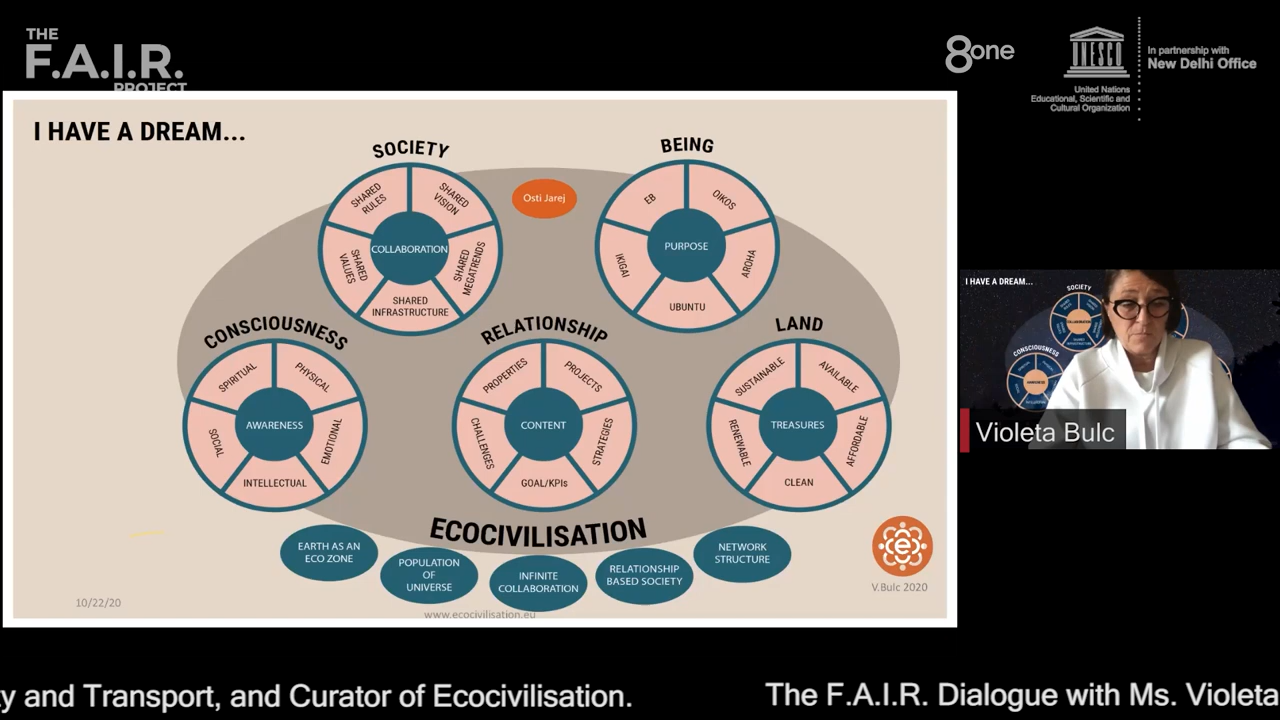 THE
F.A.I.R.
PROJECT
8one
UNESCO
United Nations
Educational, Scientific and
Cultural Organization
In partnership with
New Delhi Office
I HAVE A DREAM...
SOCIETY
SHARED
RULES
SHARED
VISION
SHARED
VALUES
COLLABORATION
SHARED
MEGATRENDS
SHARED
INFRASTRUCTURE
Osti Jarej
BEING
EB
OIKOS
IKIGAI
PURPOSE
AROHA
UBUNTU
CONSCIOUSNESS
SPIRITUAL
PHYSICAL
SOCIAL
AWARENESS
EMOTIONAL
INTELLECTUAL
RELATIONSHIP
PROPERTIES
PROJECTS
CHALLENGES
CONTENT
STRATEGIES
GOAL/KPIs
LAND
SUSTAINABLE
AVAILABLE
RENEWABLE
TREASURES
AFFORDABLE
CLEAN
ECOCIVILISATION
EARTH AS AN
ECO ZONE
POPULATION
OF
UNIVERSE
INFINITE
COLLABORATION
RELATIONSHIP
BASED SOCIETY
NETWORK
STRUCTURE
e
V.Bulc 2020
10/22/20
www.ecocivilisation.eu
I HAVE A DREAM...
SOCIETY
COLLABORATION
CONSCIOUSNESS
AWARENESS
Violeta Bulc
y and Transport, and Curator of Ecocivilisation.
The F.A.I.R. Dialogue with Ms. Violeta